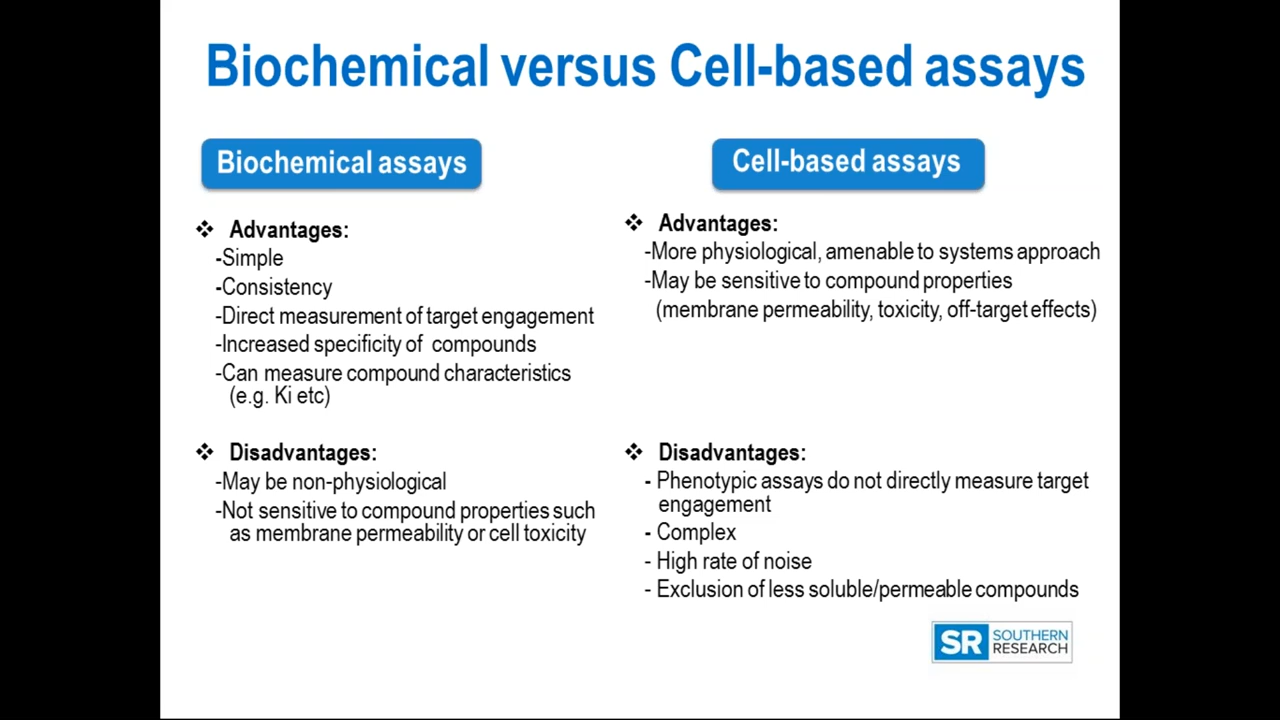 Biochemical versus Cell-based assays
Biochemical assays
❖ Advantages:
-Simple
-Consistency
-Direct measurement of target engagement
-Increased specificity of compounds
-Can measure compound characteristics
(e.g. Ki etc)
❖ Disadvantages:
-May be non-physiological
-Not sensitive to compound properties such
as membrane permeability or cell toxicity
Cell-based assays
❖ Advantages:
-More physiological, amenable to systems approach
-May be sensitive to compound properties
(membrane permeability, toxicity, off-target effects)
❖ Disadvantages:
- Phenotypic assays do not directly measure target
engagement
- Complex
- High rate of noise
- Exclusion of less soluble/permeable compounds
SR SOUTHERN
RESEARCH